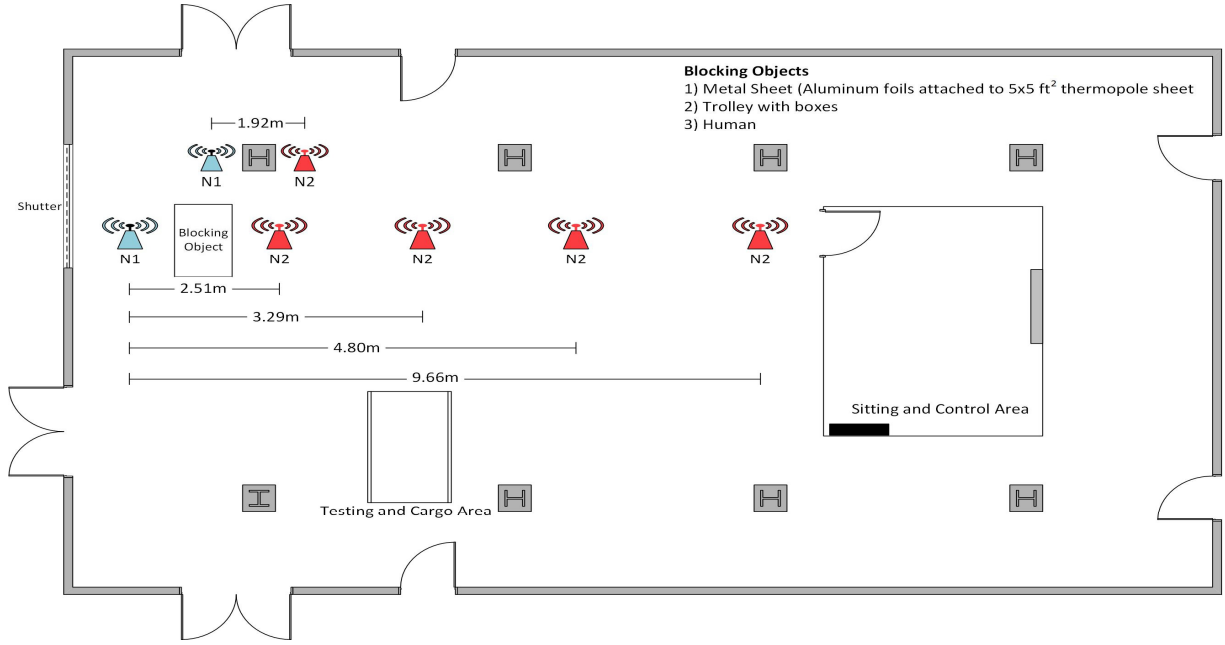 Blocking Objects
1) Metal Sheet (Aluminum foils attached to 5x5 ft² thermopole sheet
2) Trolley with boxes
3) Human
1.92m
N1
N2
Shutter
Blocking
Object
N1
N2
N2
N2
N2
2.51m
3.29m
4.80m
9.66m
Sitting and Control Area
Testing and Cargo Area